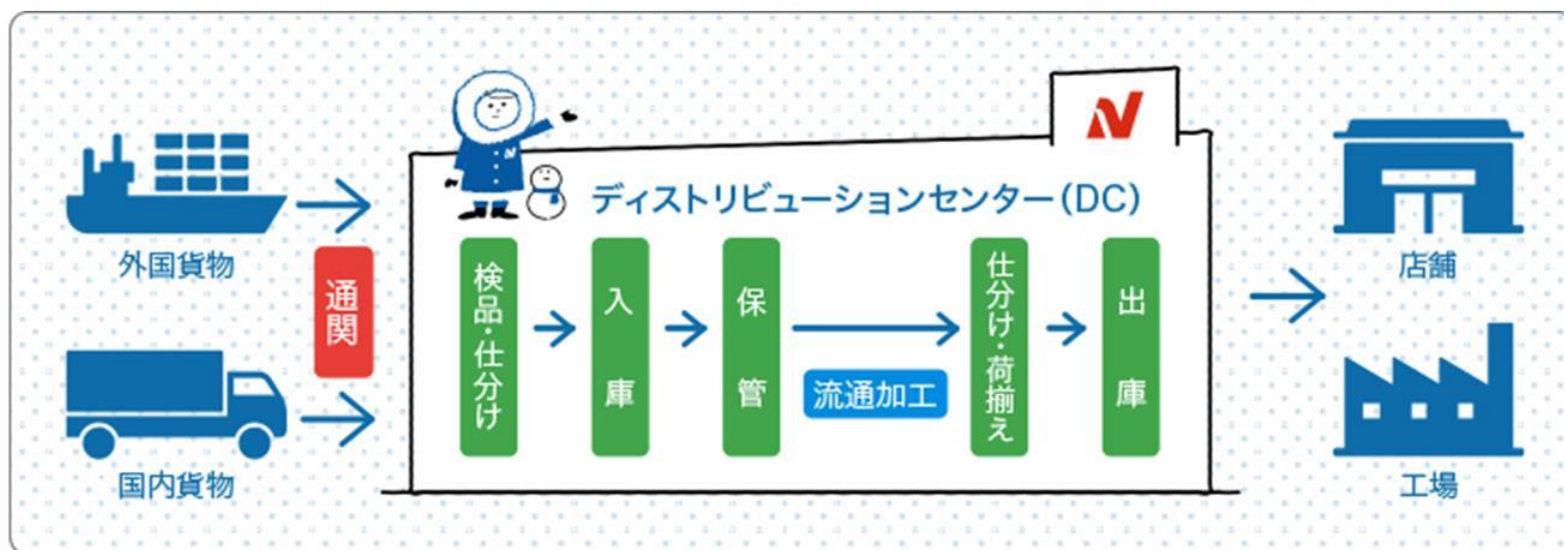 ディストリビューションセンター(DC)
外国貨物
通関
国内貨物
検品・仕分け
入庫
保管
流通加工
仕分け・荷揃え
出庫
店舗
工場